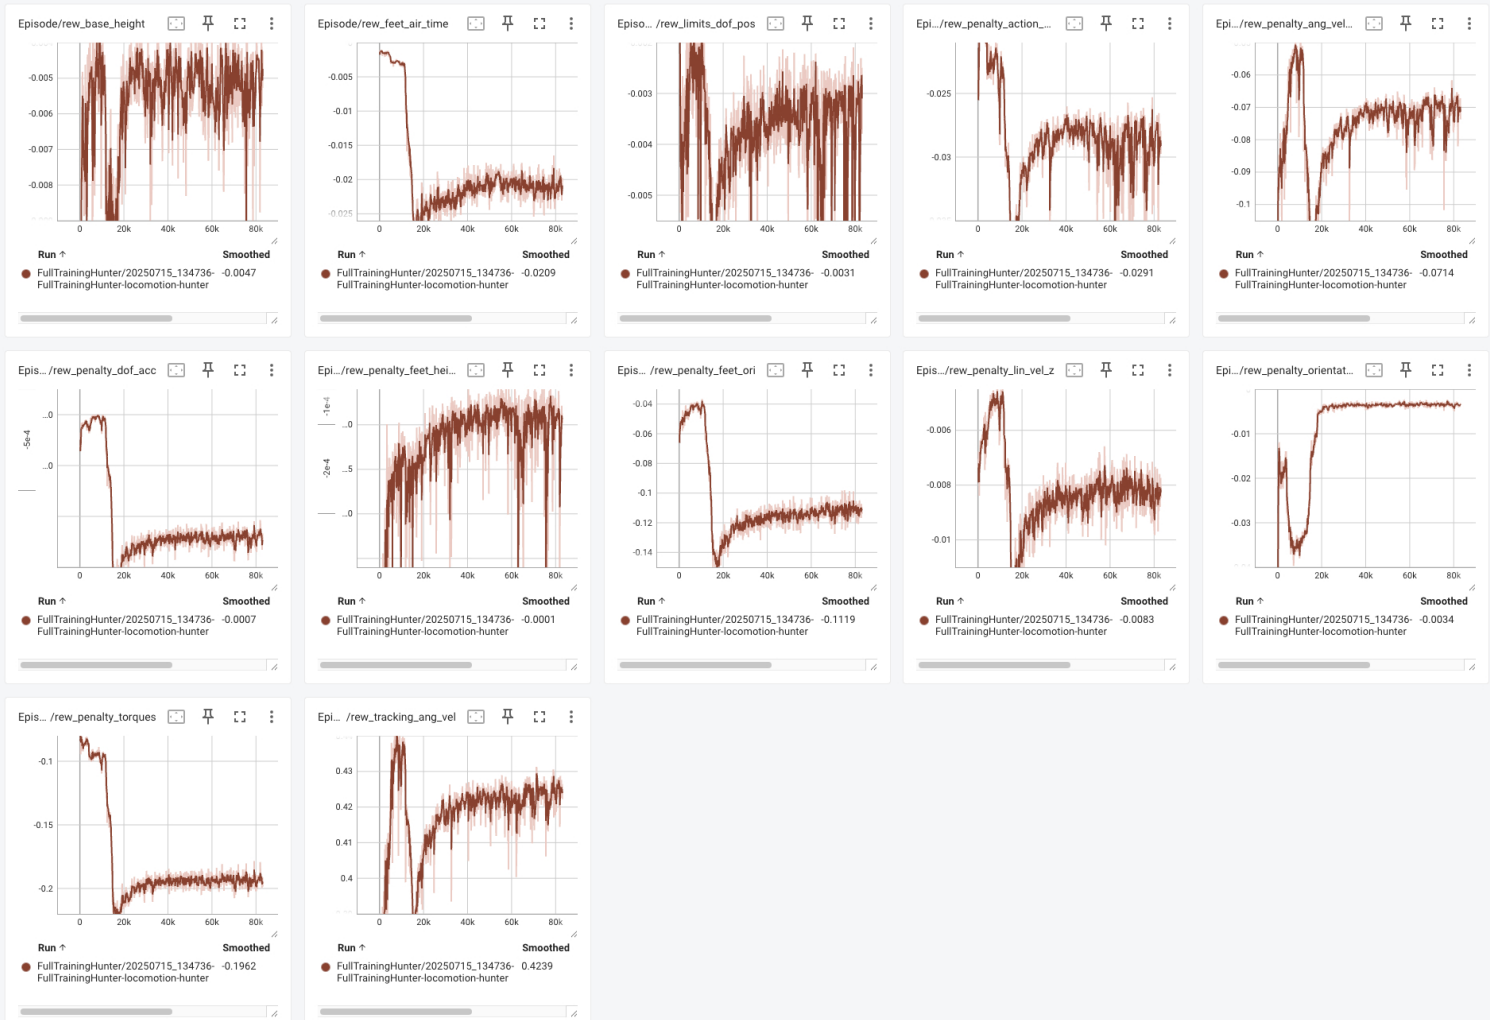 Episode/rew_base_height
-0.005
-0.006
-0.007
-0.008
0 20k 40k 60k 80k
Run ↑ Smoothed
FullTrainingHunter/20250715_134736- -0.0047
FullTrainingHunter-locomotion-hunter
Episode/rew_feet_air_time
-0.005
-0.01
-0.015
-0.02
-0.025
0 20k 40k 60k 80k
Run ↑ Smoothed
FullTrainingHunter/20250715_134736- -0.0209
FullTrainingHunter-locomotion-hunter
Episo… /rew_limits_dof_pos
-0.003
-0.004
-0.005
0 20k 40k 60k 80k
Run ↑ Smoothed
FullTrainingHunter/20250715_134736- -0.0031
FullTrainingHunter-locomotion-hunter
Epi…/rew_penalty_action_…
-0.025
-0.03
0 20k 40k 60k 80k
Run ↑ Smoothed
FullTrainingHunter/20250715_134736- -0.0291
FullTrainingHunter-locomotion-hunter
Epi…/rew_penalty_ang_vel…
-0.06
-0.07
-0.08
-0.09
-0.1
0 20k 40k 60k 80k
Run ↑ Smoothed
FullTrainingHunter/20250715_134736- -0.0714
FullTrainingHunter-locomotion-hunter
Epis… /rew_penalty_dof_acc
…0
-5e-4
…0
0 20k 40k 60k 80k
Run ↑ Smoothed
FullTrainingHunter/20250715_134736- -0.0007
FullTrainingHunter-locomotion-hunter
Epi… /rew_penalty_feet_hei…
-1e-4
…0
-2e-4
…5
…0
0 20k 40k 60k 80k
Run ↑ Smoothed
FullTrainingHunter/20250715_134736- -0.0001
FullTrainingHunter-locomotion-hunter
Epis… /rew_penalty_feet_ori
-0.04
-0.06
-0.08
-0.1
-0.12
-0.14
0 20k 40k 60k 80k
Run ↑ Smoothed
FullTrainingHunter/20250715_134736- -0.1119
FullTrainingHunter-locomotion-hunter
Epis…/rew_penalty_lin_vel_z
-0.006
-0.008
-0.01
0 20k 40k 60k 80k
Run ↑ Smoothed
FullTrainingHunter/20250715_134736- -0.0083
FullTrainingHunter-locomotion-hunter
Epi…/rew_penalty_orientat…
-0.01
-0.02
-0.03
0 20k 40k 60k 80k
Run ↑ Smoothed
FullTrainingHunter/20250715_134736- -0.0034
FullTrainingHunter-locomotion-hunter
Epis… /rew_penalty_torques
-0.1
-0.15
-0.2
0 20k 40k 60k 80k
Run ↑ Smoothed
FullTrainingHunter/20250715_134736- -0.1962
FullTrainingHunter-locomotion-hunter
Epi… /rew_tracking_ang_vel
0.43
0.42
0.41
0.4
0 20k 40k 60k 80k
Run ↑ Smoothed
FullTrainingHunter/20250715_134736- 0.4239
FullTrainingHunter-locomotion-hunter